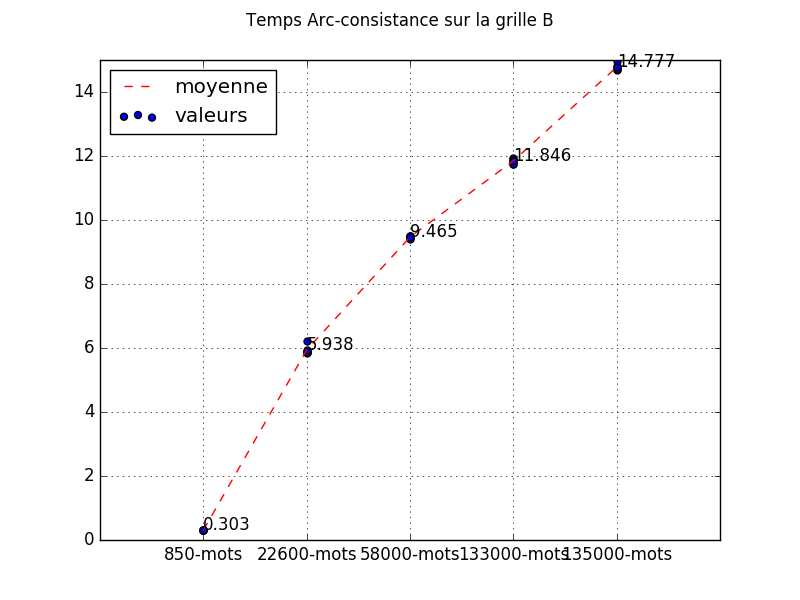 Temps Arc-consistance sur la grille B
moyenne
valeurs
14
12
10
8
6
4
2
0
14.777
11.846
9.465
5.938
0.303
850-mots
22600-mots
58000-mots
133000-mots
135000-mots